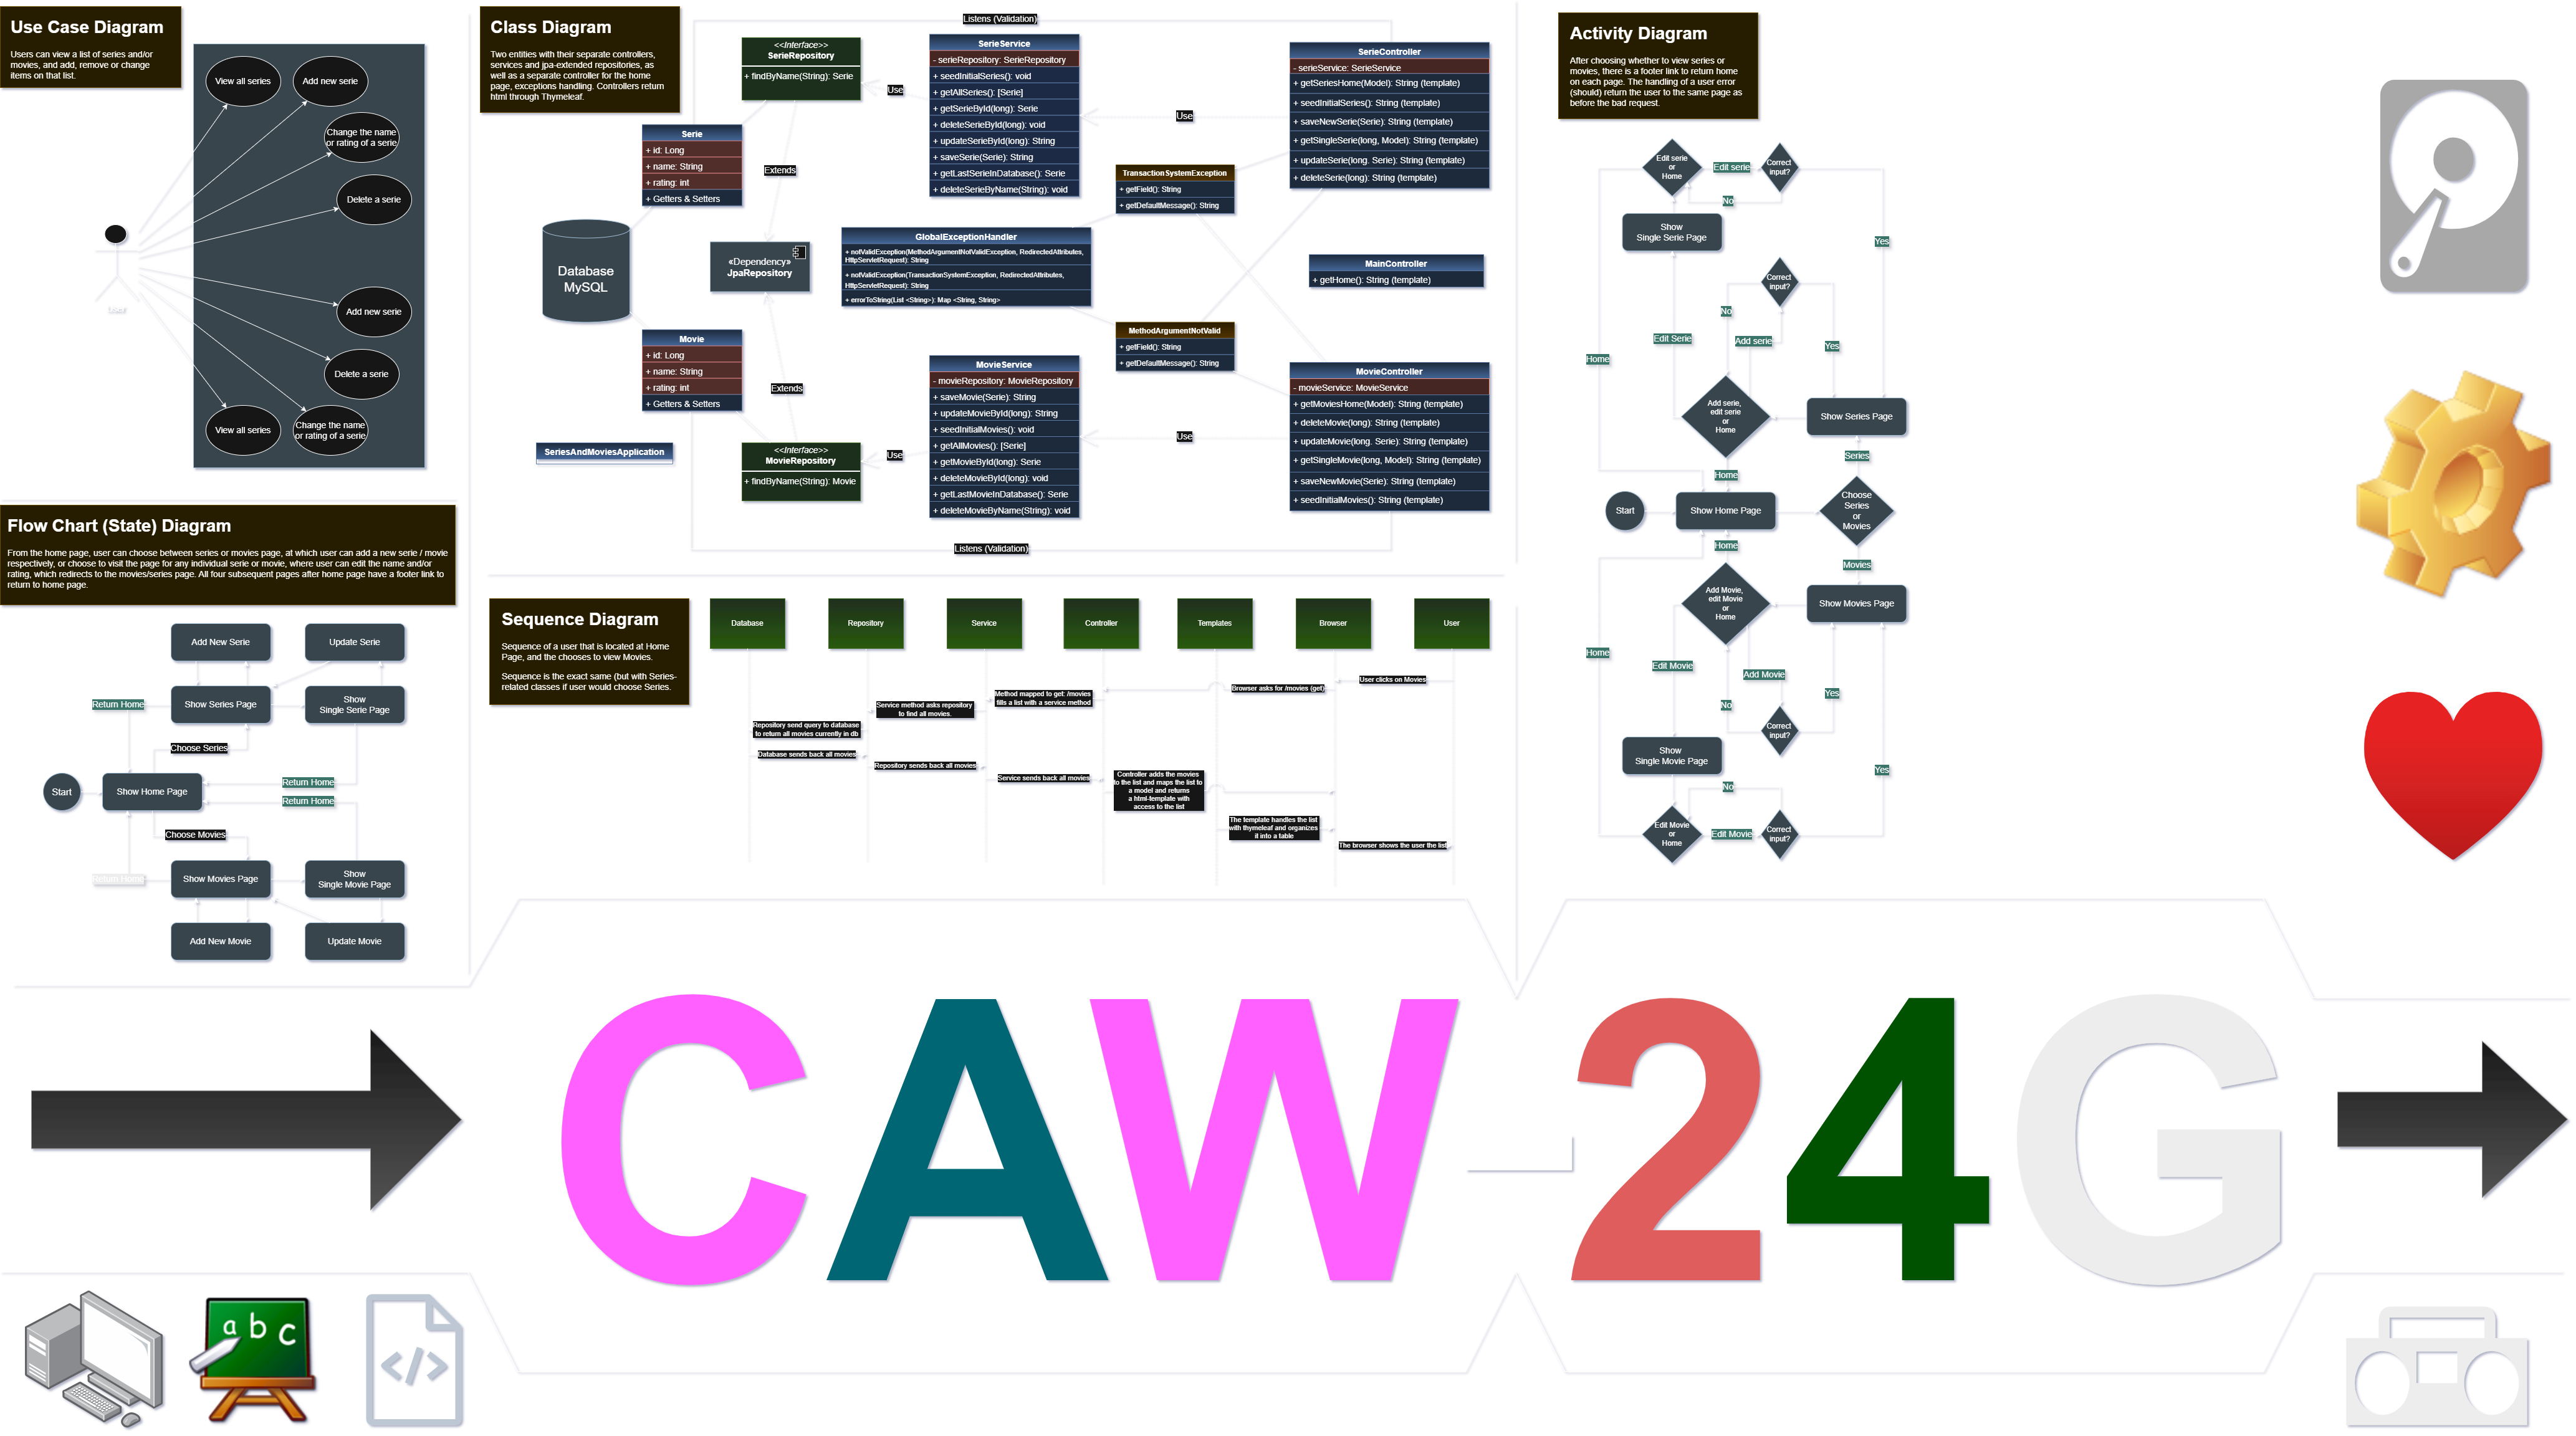 Use Case Diagram
Users can view a list of series and/or
movies, and add, remove or change
items on that list.
View all series
Add new serie
Change the name
or rating of a serie
Delete a serie
User
Add new serie
Delete a serie
View all series
Change the name
or rating of a serie
Flow Chart (State) Diagram
From the home page, user can choose between series or movies page, at which user can add a new serie / movie
respectively, or choose to visit the page for any individual serie or movie, where user can edit the name and/or
rating, which redirects to the movies/series page. All four subsequent pages after home page have a footer link to
return to home page.
Add New Serie
Update Serie
Return Home
Show Series Page
Show
Single Serie Page
Choose Series
Return Home
Start
Show Home Page
Return Home
Choose Movies
Return Home
Show Movies Page
Show
Single Movie Page
Add New Movie
Update Movie
Class Diagram
Two entities with their separate controllers,
services and jpa-extended repositories, as
well as a separate controller for the home
page, exceptions handling. Controllers return
html through Thymeleaf.
Listens (Validation)
<<Interface>>
SerieRepository
+ findByName(String): Serie
Use
SerieService
- serieRepository: SerieRepository
+ seedInitialSeries(): void
+ getAllSeries(): [Serie]
+ getSerieById(long): Serie
+ deleteSerieById(long): void
+ updateSerieById(long): String
+ saveSerie(Serie): String
+ getLastSerieInDatabase(): Serie
+ deleteSerieByName(String): void
Use
SerieController
- serieService: SerieService
+ getSeriesHome(Model): String (template)
+ seedInitialSeries(): String (template)
+ saveNewSerie(Serie): String (template)
+ getSingleSerie(long, Model): String (template)
+ updateSerie(long. Serie): String (template)
+ deleteSerie(long): String (template)
Serie
+ id: Long
+ name: String
+ rating: int
+ Getters & Setters
Extends
TransactionSystemException
+ getField(): String
+ getDefaultMessage(): String
Database
MySQL
«Dependency»
JpaRepository
GlobalExceptionHandler
+ notValidException(MethodArgumentNotValidException, RedirectedAttributes,
HttpServletRequest): String
+ notValidException(TransactionSystemException, RedirectedAttributes,
HttpServletRequest): String
+ errorToString(List <String>): Map <String, String>
MainController
+ getHome(): String (template)
Movie
+ id: Long
+ name: String
+ rating: int
+ Getters & Setters
Extends
MethodArgumentNotValid
+ getField(): String
+ getDefaultMessage(): String
SeriesAndMoviesApplication
<<Interface>>
MovieRepository
+ findByName(String): Movie
Use
MovieService
- movieRepository: MovieRepository
+ saveMovie(Serie): String
+ updateMovieById(long): String
+ seedInitialMovies(): void
+ getAllMovies(): [Serie]
+ getMovieById(long): Serie
+ deleteMovieById(long): void
+ getLastMovieInDatabase(): Serie
+ deleteMovieByName(String): void
Use
MovieController
- movieService: MovieService
+ getMoviesHome(Model): String (template)
+ deleteMovie(long): String (template)
+ updateMovie(long. Serie): String (template)
+ getSingleMovie(long, Model): String (template)
+ saveNewMovie(Serie): String (template)
+ seedInitialMovies(): String (template)
Listens (Validation)
Sequence Diagram
Sequence of a user that is located at Home
Page, and the chooses to view Movies.
Sequence is the exact same (but with Series-
related classes if user would choose Series.
Database
Repository
Service
Controller
Templates
Browser
User
User clicks on Movies
Browser asks for /movies (get)
Method mapped to get: /movies
fills a list with a service method
Service method asks repository
to find all movies.
Repository send query to database
to return all movies currently in db
Database sends back all movies
Repository sends back all movies
Service sends back all movies
Controller adds the movies
to the list and maps the list to
a model and returns
a html-template with
access to the list
The template handles the list
with thymeleaf and organizes
it into a table
The browser shows the user the list
Activity Diagram
After choosing whether to view series or
movies, there is a footer link to return home
on each page. The handling of a user error
(should) return the user to the same page as
before the bad request.
Edit serie
or
Home
Edit serie
Correct
input?
No
Show
Single Serie Page
Yes
Correct
input?
No
Edit Serie
Add serie
Yes
Home
Add serie,
edit serie
or
Home
Show Series Page
Series
Home
Start
Show Home Page
Choose
Series
or
Movies
Home
Movies
Add Movie,
edit Movie
or
Home
Show Movies Page
Home
Edit Movie
Add Movie
Yes
No
Correct
input?
Show
Single Movie Page
Yes
No
Edit Movie
or
Home
Edit Movie
Correct
input?
CAW-24G
a b c
</>